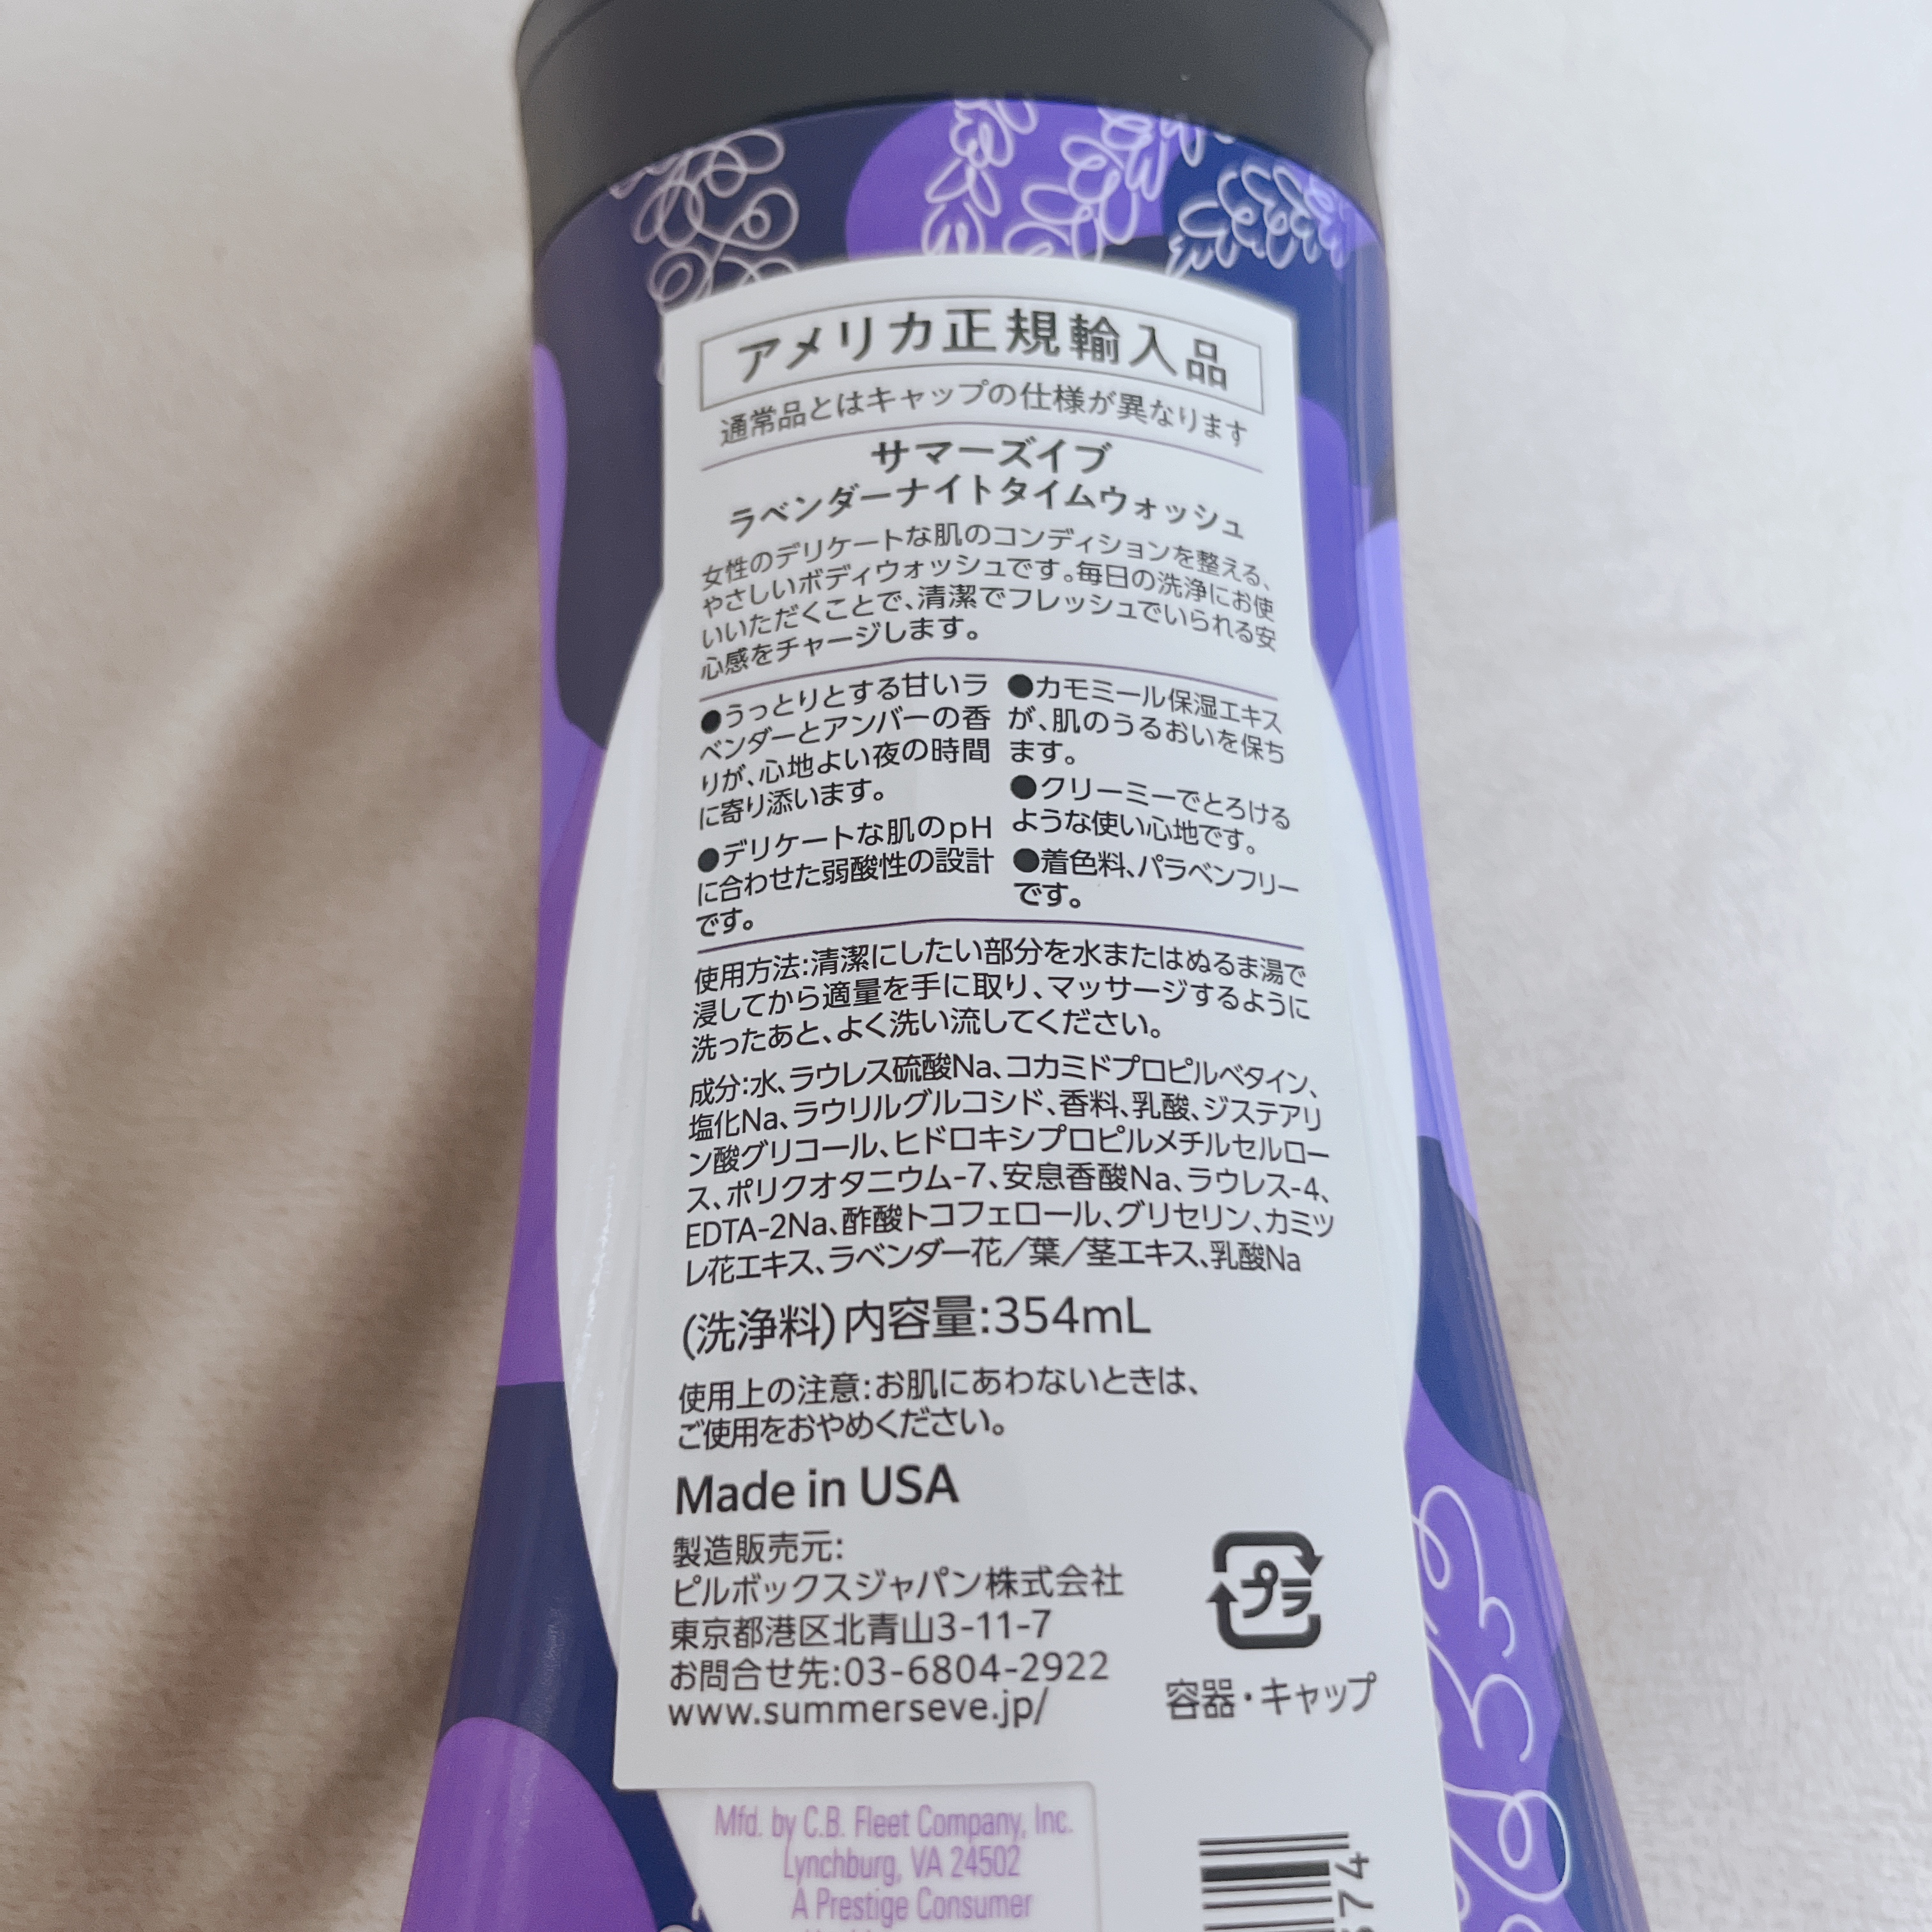 アメリカ正規輸入品
通常品とはキャップの仕様が異なります
サマーズイブ
ラベンダーナイトタイムウォッシュ
女性のデリケートな肌のコンディションを整える、
やさしいボディウォッシュです。毎日の洗浄にお使
いいただくことで、清潔でフレッシュでいられる安
心感をチャージします。
●うっとりとする甘いラ
ベンダーとアンバーの香
りが、心地よい夜の時間
に寄り添います。
●デリケートな肌のpH
に合わせた弱酸性の設計
です。
●カモミール保湿エキス
が、肌のうるおいを保ち
ます。
●クリーミーでとろける
ような使い心地です。
●着色料、パラベンフリー
です。
使用方法:清潔にしたい部分を水またはぬるま湯で
浸してから適量を手に取り、マッサージするように
洗ったあと、よく洗い流してください。
成分:水、ラウレス硫酸Na、コカミドプロピルベタイン、
塩化Na、ラウリルグルコシド、香料、乳酸、ジステアリ
ン酸グリコール、ヒドロキシプロピルメチルセルロー
ス、ポリクオタニウム-7、安息香酸Na、ラウレス-4、
EDTA-2Na、酢酸トコフェロール、グリセリン、カミツ
レ花エキス、ラベンダー花／葉／茎エキス、乳酸Na
(洗浄料)内容量:354mL
使用上の注意:お肌にあわないときは、
ご使用をおやめください。
Made in USA
製造販売元:
ピルボックスジャパン株式会社
東京都港区北青山3-11-7
お問合せ先:03-6804-2922
www.summerseve.jp/
プラ
容器・キャップ
Mfd. by C.B. Fleet Company, Inc.
Lynchburg, VA 24502
A Prestige Consumer